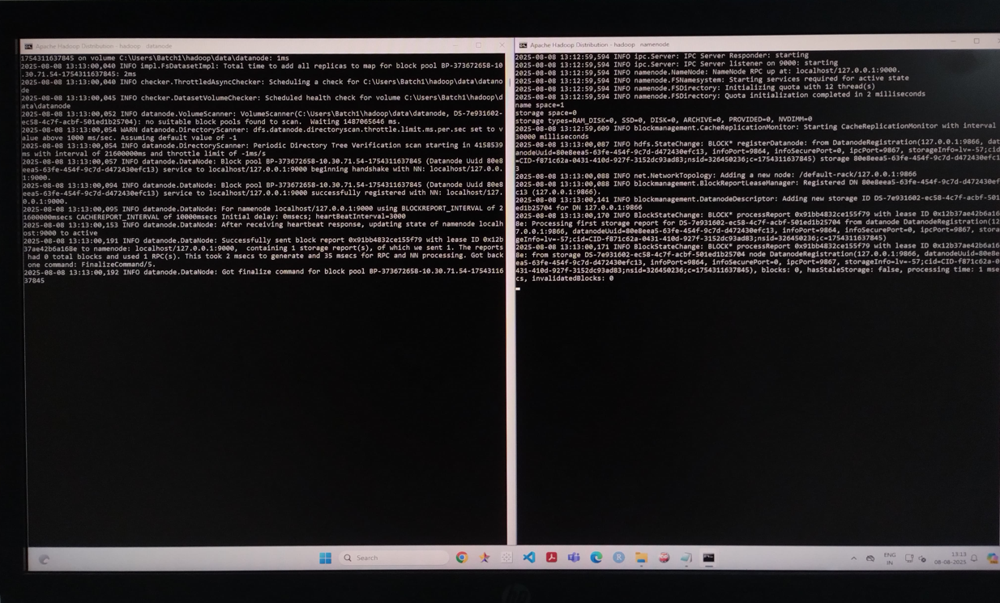 Apache Hadoop Distribution - hadoop datanode
1754311637845 on volume C:\Users\Batch1\hadoop\data\datanode: 1ms
2025-08-08 13:13:00,040 INFO impl.FsDatasetImpl: Total time to add all replicas to map for block pool BP-373672658-10
.30.71.54-1754311637845: 2ms
2025-08-08 13:13:00,040 INFO checker.ThrottledAsyncChecker: Scheduling a check for C:\Users\Batch1\hadoop\data\datano
de
2025-08-08 13:13:00,045 INFO checker.DatasetVolumeChecker: Scheduled health check for volume C:\Users\Batch1\hadoop\d
ata\datanode
2025-08-08 13:13:00,052 INFO datanode.VolumeScanner: VolumeScanner(C:\Users\Batch1\hadoop\data\datanode, DS-7e931602-
ec58-4c7f-acbf-501ed1b25704): no suitable block pools found to scan.  Waiting 1487065646 ms.
2025-08-08 13:13:00,054 WARN datanode.DirectoryScanner: dfs.datanode.directoryscan.throttle.limit.ms.per.sec set to v
alue above 1000 ms/sec. Assuming default value of -1
2025-08-08 13:13:00,054 INFO datanode.DirectoryScanner: Periodic Directory Tree Verification scan starting in 4158539
ms with interval of 21600000ms and throttle limit of -1ms/s
2025-08-08 13:13:00,057 INFO datanode.DataNode: Block pool BP-373672658-10.30.71.54-1754311637845 (Datanode Uuid 80e8
eea5-63fe-454f-9c7d-d472430efc13) service to localhost/127.0.0.1:9000 beginning handshake with NN: localhost/127.0.0.
1:9000.
2025-08-08 13:13:00,094 INFO datanode.DataNode: Block pool BP-373672658-10.30.71.54-1754311637845 (Datanode Uuid 80e8
eea5-63fe-454f-9c7d-d472430efc13) service to localhost/127.0.0.1:9000 successfully registered with NN: localhost/127.
0.0.1:9000.
2025-08-08 13:13:00,095 INFO datanode.DataNode: For namenode localhost/127.0.0.1:9000 using BLOCKREPORT_INTERVAL of 2
1600000msecs CACHEREPORT_INTERVAL of 10000msecs Initial delay: 0msecs; heartBeatInterval=3000
2025-08-08 13:13:00,153 INFO datanode.DataNode: After receiving heartbeat response, updating state of namenode localh
ost:9000 to active
2025-08-08 13:13:00,191 INFO datanode.DataNode: Successfully sent block report 0x91bb4832ce155f79 with lease ID 0x12b
37ae42b6a168e to namenode: localhost/127.0.0.1:9000,  containing 1 storage report(s), of which we sent 1. The reports
 had 0 total blocks and used 1 RPC(s). This took 2 msecs to generate and 35 msecs for RPC and NN processing. Got back
 one command: FinalizeCommand/5.
2025-08-08 13:13:00,192 INFO datanode.DataNode: Got finalize command for block pool BP-373672658-10.30.71.54-17543116
37845
Apache Hadoop Distribution - hadoop namenode
2025-08-08 13:12:59,594 INFO ipc.Server: IPC Server Responder: starting
2025-08-08 13:12:59,594 INFO ipc.Server: IPC Server listener on 9000: starting
2025-08-08 13:12:59,594 INFO namenode.NameNode: NameNode RPC up at: localhost/127.0.0.1:9000.
2025-08-08 13:12:59,594 INFO namenode.FSNamesystem: Starting services required for active state
2025-08-08 13:12:59,594 INFO namenode.FSDirectory: Initializing quota with 12 thread(s)
2025-08-08 13:12:59,594 INFO namenode.FSDirectory: Quota initialization completed in 2 milliseconds
name space=1
storage space=0
storage types=RAM_DISK=0, SSD=0, DISK=0, ARCHIVE=0, PROVIDED=0, NVDIMM=0
2025-08-08 13:12:59,609 INFO blockmanagement.CacheReplicationMonitor: Starting CacheReplicationMonitor with interval
30000 milliseconds
2025-08-08 13:13:00,087 INFO hdfs.StateChange: BLOCK* registerDatanode: from DatanodeRegistration(127.0.0.1:9866, dat
anodeUuid=80e8eea5-63fe-454f-9c7d-d472430efc13, infoPort=9864, infoSecurePort=0, ipcPort=9867, storageInfo=lv=-57;cid
=CID-f871c62a-0431-410d-927f-3152dc93ad83;nsid=326450236;c=1754311637845) storage 80e8eea5-63fe-454f-9c7d-d472430efc1
3
2025-08-08 13:13:00,088 INFO net.NetworkTopology: Adding a new node: /default-rack/127.0.0.1:9866
2025-08-08 13:13:00,088 INFO blockmanagement.BlockReportLeaseManager: Registered DN 80e8eea5-63fe-454f-9c7d-d472430ef
c13 (127.0.0.1:9866).
2025-08-08 13:13:00,141 INFO blockmanagement.DatanodeDescriptor: Adding new storage ID DS-7e931602-ec58-4c7f-acbf-501
ed1b25704 for DN 127.0.0.1:9866
2025-08-08 13:13:00,170 INFO BlockStateChange: BLOCK* processReport 0x91bb4832ce155f79 with lease ID 0x12b37ae42b6a16
8e: Processing first storage report for DS-7e931602-ec58-4c7f-acbf-501ed1b25704 from datanode DatanodeRegistration(12
7.0.0.1:9866, datanodeUuid=80e8eea5-63fe-454f-9c7d-d472430efc13, infoPort=9864, infoSecurePort=0, ipcPort=9867, stora
geInfo=lv=-57;cid=CID-f871c62a-0431-410d-927f-3152dc93ad83;nsid=326450236;c=1754311637845)
2025-08-08 13:13:00,171 INFO BlockStateChange: BLOCK* processReport 0x91bb4832ce155f79 with lease ID 0x12b37ae42b6a16
8e: from storage DS-7e931602-ec58-4c7f-acbf-501ed1b25704 node DatanodeRegistration(127.0.0.1:9866, datanodeUuid=80e8e
ea5-63fe-454f-9c7d-d472430efc13, infoPort=9864, infoSecurePort=0, ipcPort=9867, storageInfo=lv=-57;cid=CID-f871c62a-0
431-410d-927f-3152dc93ad83;nsid=326450236;c=1754311637845), blocks: 0, hasStaleStorage: false, processing time: 1 mse
cs, invalidatedBlocks: 0
Search
ENG
IN
13:13
08-08-2025